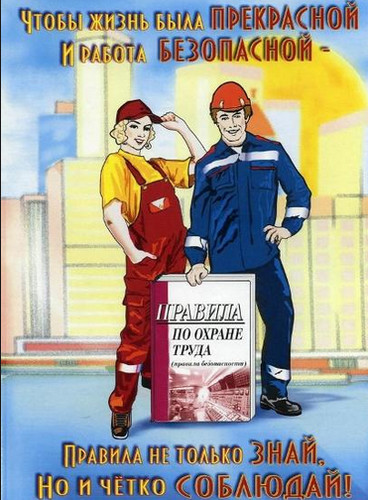 Чтобы жизнь была ПРЕКРАСНОЙ
И работа БЕЗОПАСНОЙ -
ПРАВИЛА
ПО ОХРАНЕ
ТРУДА
(правила безопасности)
Правила не только ЗНАЙ,
Но и чётко СОБЛЮДАЙ!